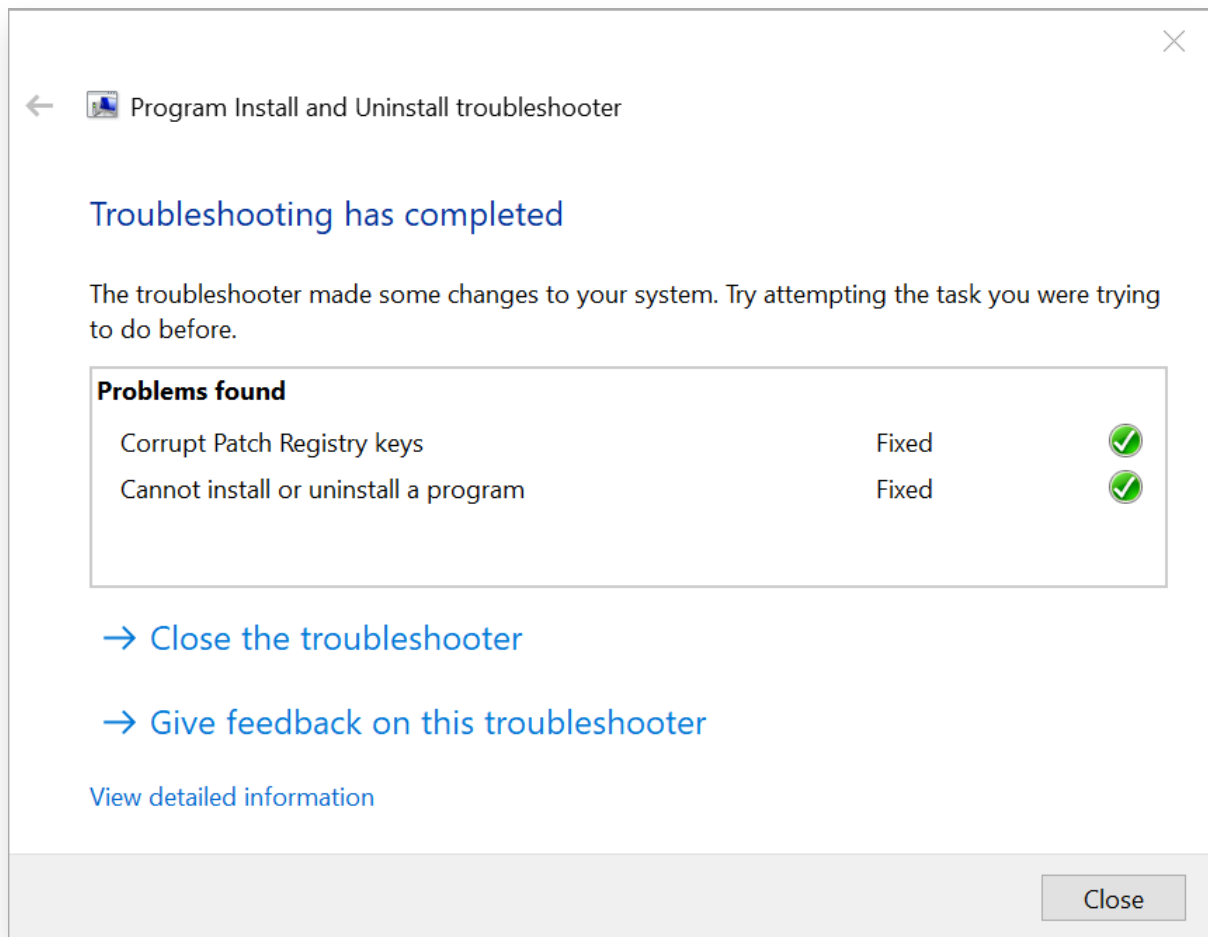 Program Install and Uninstall troubleshooter
Troubleshooting has completed
The troubleshooter made some changes to your system. Try attempting the task you were trying
to do before.
Problems found
Corrupt Patch Registry keys Fixed
Cannot install or uninstall a program Fixed
Close the troubleshooter
Give feedback on this troubleshooter
View detailed information
Close